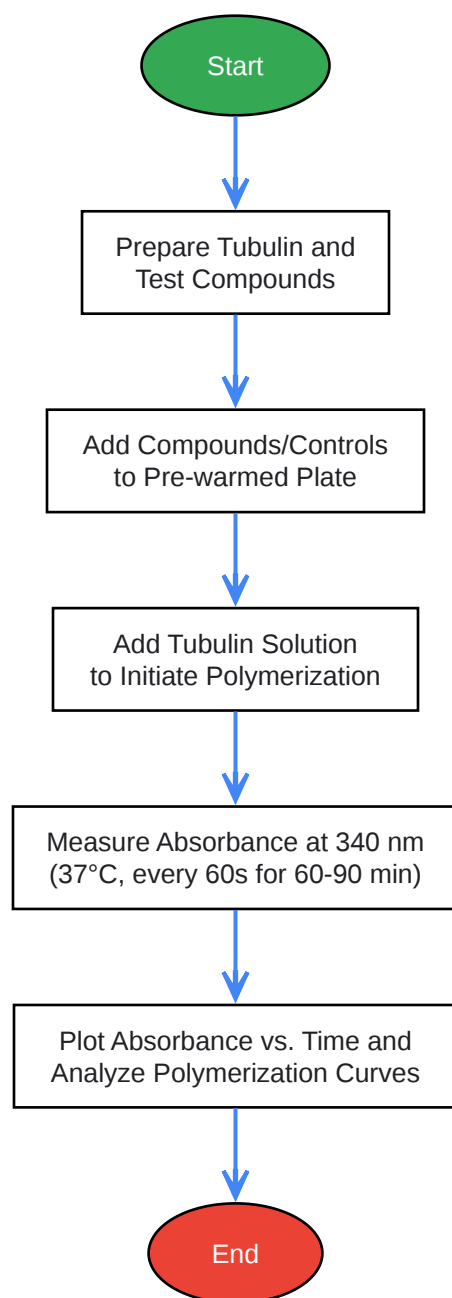 Start
Prepare Tubulin and
Test Compounds
Add Compounds/Controls
to Pre-warmed Plate
Add Tubulin Solution
to Initiate Polymerization
Measure Absorbance at 340 nm
(37°C, every 60s for 60-90 min)
Plot Absorbance vs. Time and
Analyze Polymerization Curves
End